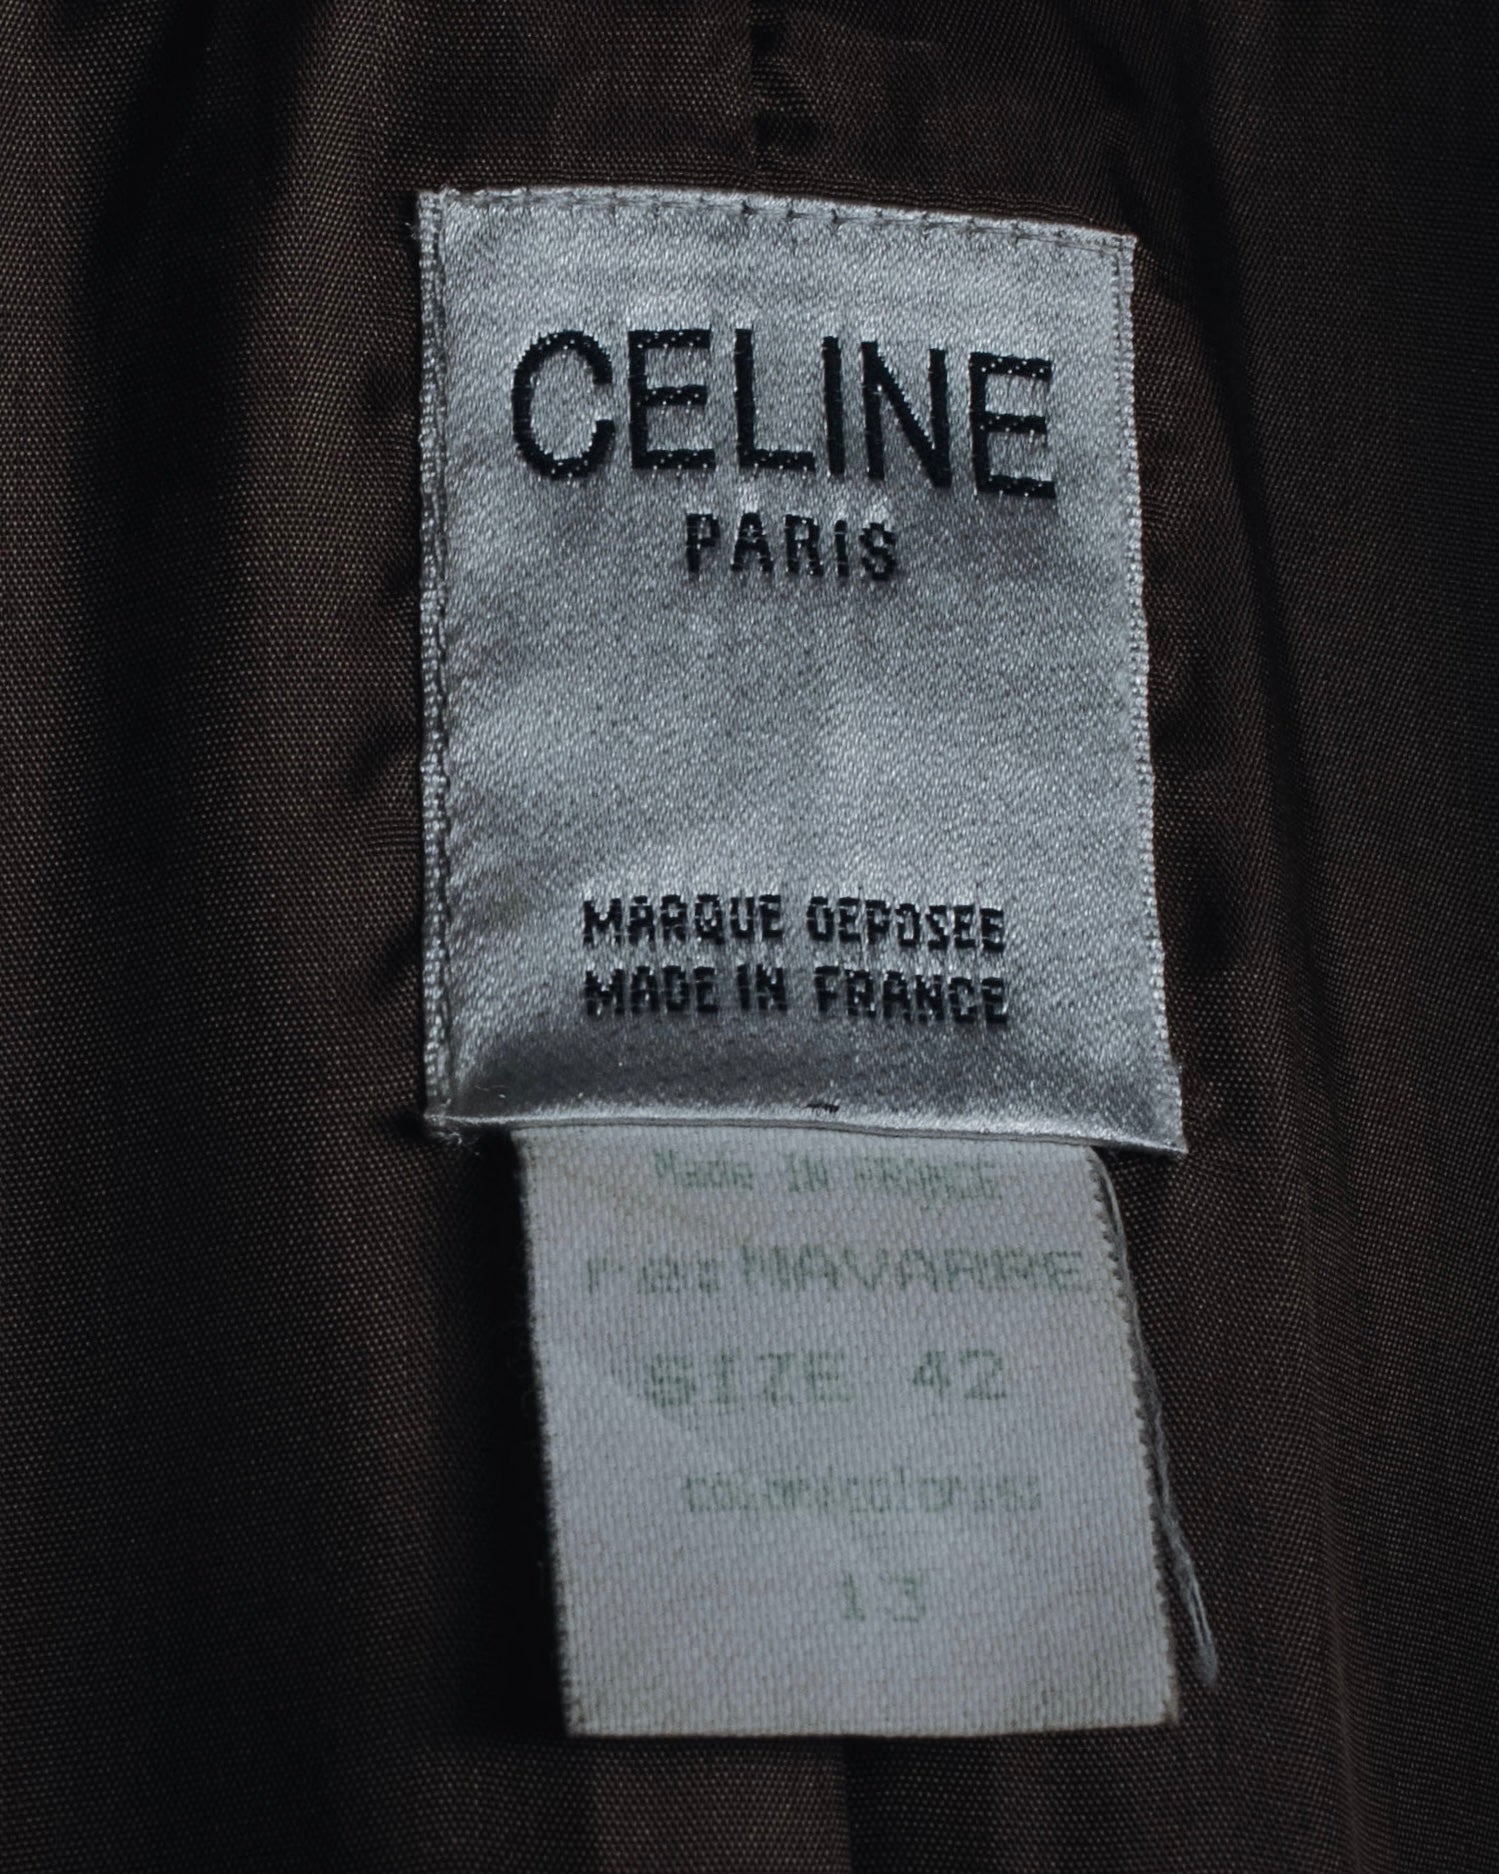 CELINE
PARIS
MARQUE DEPOSEE
MADE IN FRANCE
Made IN FRANCE
NAVARRE
SIZE 42
13